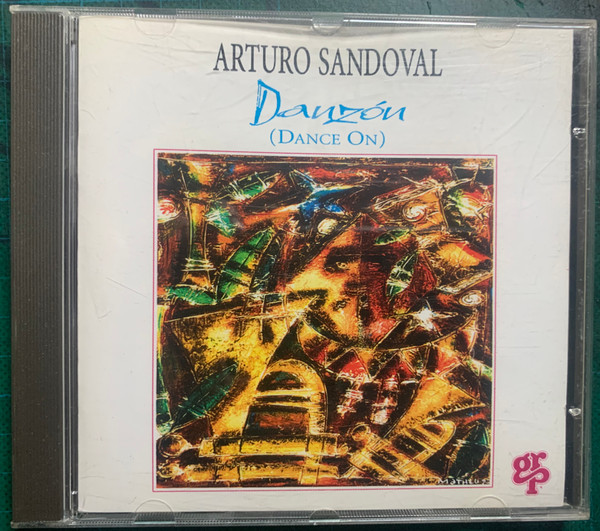 ARTURO SANDOVAL
Danzón
(DANCE ON)
grp